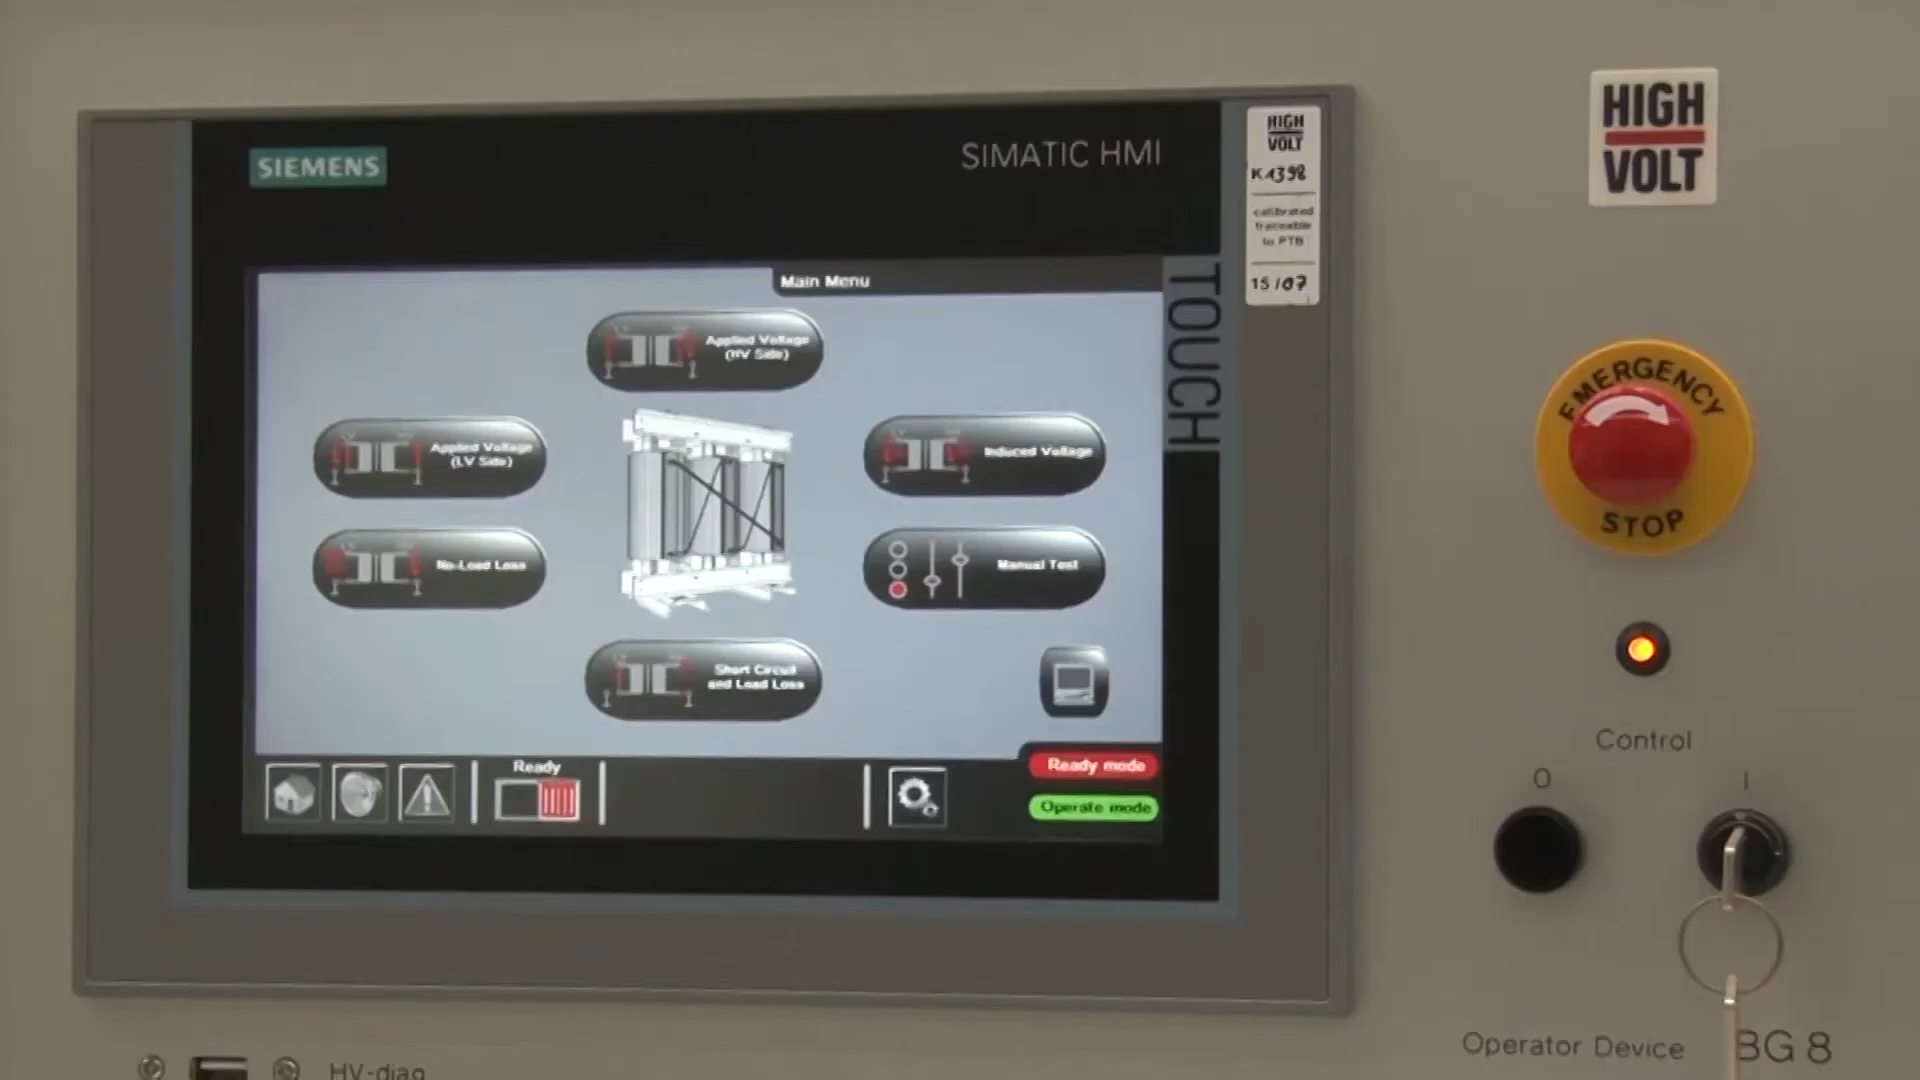 SIEMENS
SIMATIC HMI
TOUCH
Main Menu
Applied Voltage
(HV Side)
Applied Voltage
(LV Side)
Induced Voltage
No-Load Loss
Manual Test
Short Circuit
and Load Loss
Ready
Ready mode
Operate mode
HIGH
VOLT
K1398
calibrated
traceable
to PTB
15/07
HIGH
VOLT
EMERGENCY
STOP
Control
0
I
Operator Device BG 8
HV-diag